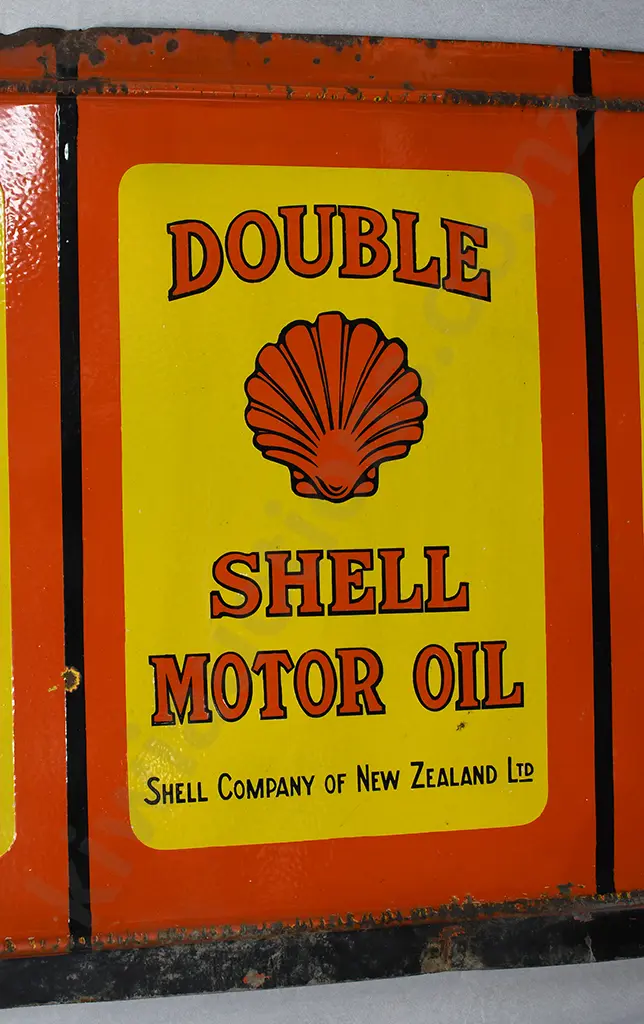 DOUBLE
SHELL
MOTOR OIL
SHELL COMPANY OF NEW ZEALAND LTD